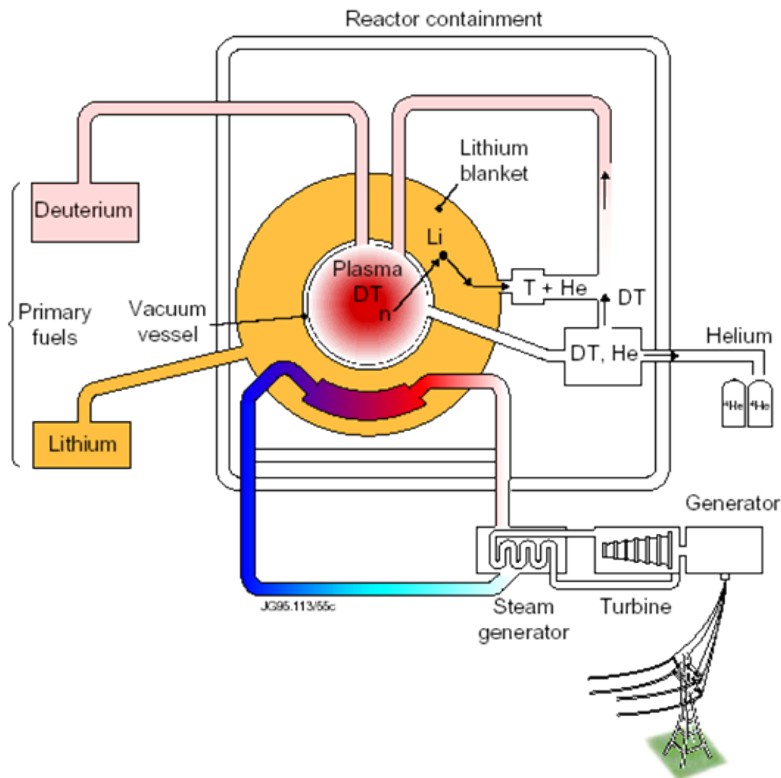 Reactor containment
Lithium
blanket
Deuterium
Li
Plasma
DT
n
T + He
DT
Primary
fuels
Vacuum
vessel
DT, He
Helium
⁴He
⁴He
Lithium
Generator
JG95.113/55c
Steam
generator
Turbine